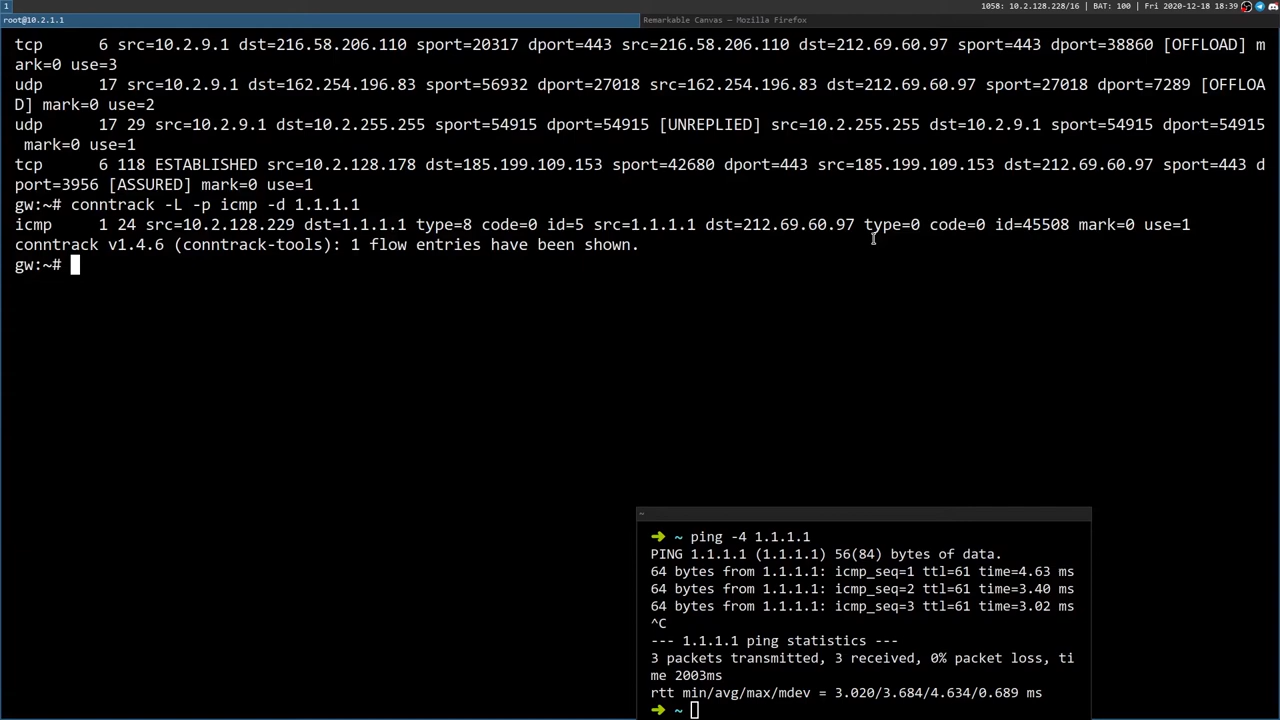 1
1058: 10.2.128.228/16 | BAT: 100 | Fri 2020-12-18 18:39
root@10.2.1.1
Remarkable Canvas — Mozilla Firefox
tcp      6 src=10.2.9.1 dst=216.58.206.110 sport=20317 dport=443 src=216.58.206.110 dst=212.69.60.97 sport=443 dport=38860 [OFFLOAD] m
ark=0 use=3
udp      17 src=10.2.9.1 dst=162.254.196.83 sport=56932 dport=27018 src=162.254.196.83 dst=212.69.60.97 sport=27018 dport=7289 [OFFLOA
D] mark=0 use=2
udp      17 29 src=10.2.9.1 dst=10.2.255.255 sport=54915 dport=54915 [UNREPLIED] src=10.2.255.255 dst=10.2.9.1 sport=54915 dport=54915
 mark=0 use=1
tcp      6 118 ESTABLISHED src=10.2.128.178 dst=185.199.109.153 sport=42680 dport=443 src=185.199.109.153 dst=212.69.60.97 sport=443 d
port=3956 [ASSURED] mark=0 use=1
gw:~# conntrack -L -p icmp -d 1.1.1.1
icmp     1 24 src=10.2.128.229 dst=1.1.1.1 type=8 code=0 id=5 src=1.1.1.1 dst=212.69.60.97 type=0 code=0 id=45508 mark=0 use=1
conntrack v1.4.6 (conntrack-tools): 1 flow entries have been shown.
gw:~#
~
➜ ~ ping -4 1.1.1.1
PING 1.1.1.1 (1.1.1.1) 56(84) bytes of data.
64 bytes from 1.1.1.1: icmp_seq=1 ttl=61 time=4.63 ms
64 bytes from 1.1.1.1: icmp_seq=2 ttl=61 time=3.40 ms
64 bytes from 1.1.1.1: icmp_seq=3 ttl=61 time=3.02 ms
^C
--- 1.1.1.1 ping statistics ---
3 packets transmitted, 3 received, 0% packet loss, ti
me 2003ms
rtt min/avg/max/mdev = 3.020/3.684/4.634/0.689 ms
➜ ~